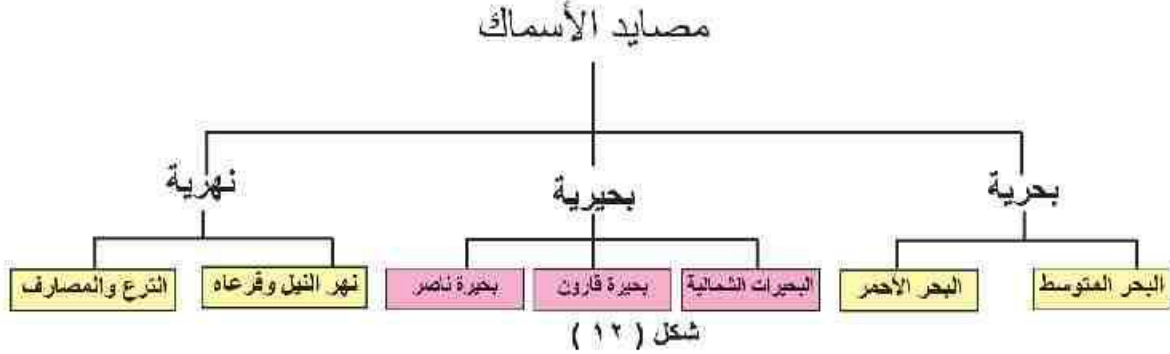 مصايد الأسماك
بحرية
بحيرية
نهرية
البحر المتوسط
البحر الأحمر
البحيرات الشمالية
بحيرة قارون
بحيرة ناصر
نهر النيل وفرعاه
الترع والمصارف
شكل ( ١٢ )